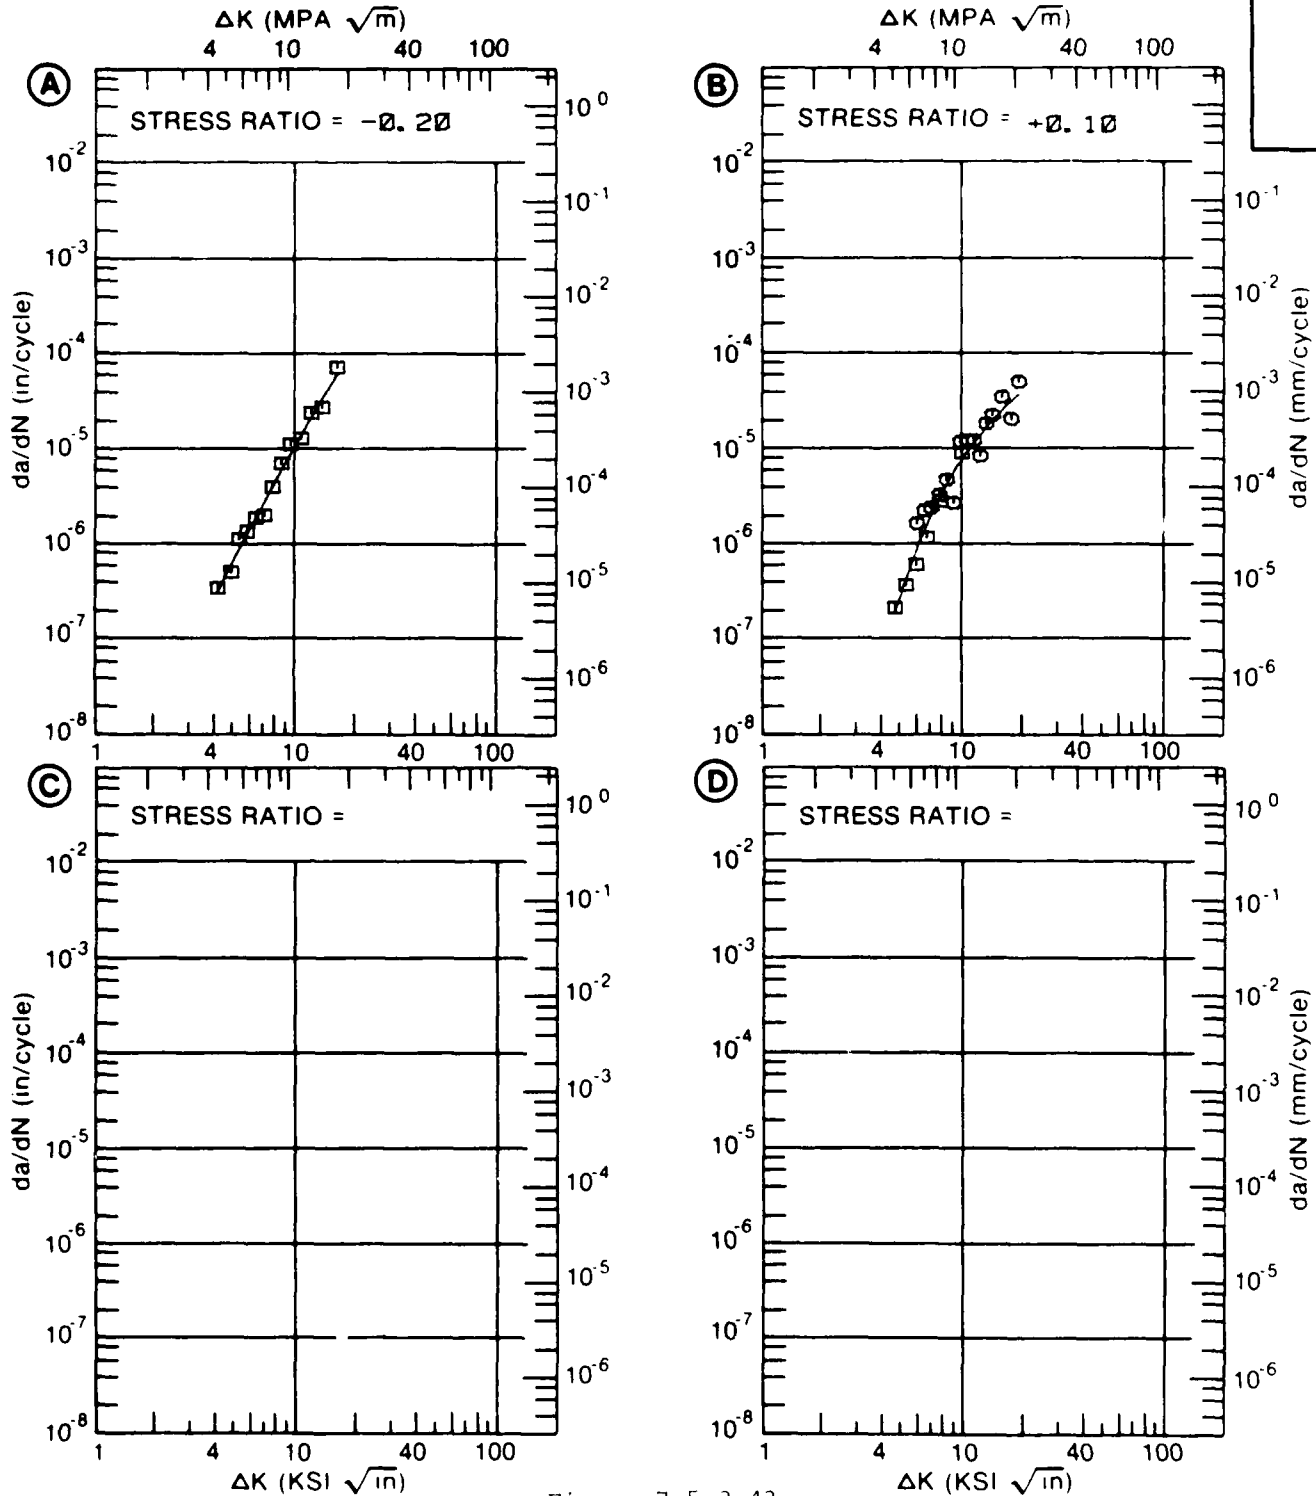 ΔK (MPA √m)
4 10 40 100
A
STRESS RATIO = -0.20
10^-2
10^-3
10^-4
10^-5
10^-6
10^-7
10^-8
da/dN (in/cycle)
10^0
10^-1
10^-2
10^-3
10^-4
10^-5
10^-6
1 4 10 40 100
ΔK (MPA √m)
4 10 40 100
B
STRESS RATIO = +0.10
10^-2
10^-3
10^-4
10^-5
10^-6
10^-7
10^-8
10^-1
10^-2
10^-3
10^-4
10^-5
10^-6
da/dN (mm/cycle)
1 4 10 40 100
C
STRESS RATIO =
10^-2
10^-3
10^-4
10^-5
10^-6
10^-7
10^-8
da/dN (in/cycle)
10^0
10^-1
10^-2
10^-3
10^-4
10^-5
10^-6
1 4 10 40 100
ΔK (KSI √in)
D
STRESS RATIO =
10^-2
10^-3
10^-4
10^-5
10^-6
10^-7
10^-8
10^0
10^-1
10^-2
10^-3
10^-4
10^-5
10^-6
da/dN (mm/cycle)
1 4 10 40 100
ΔK (KSI √in)